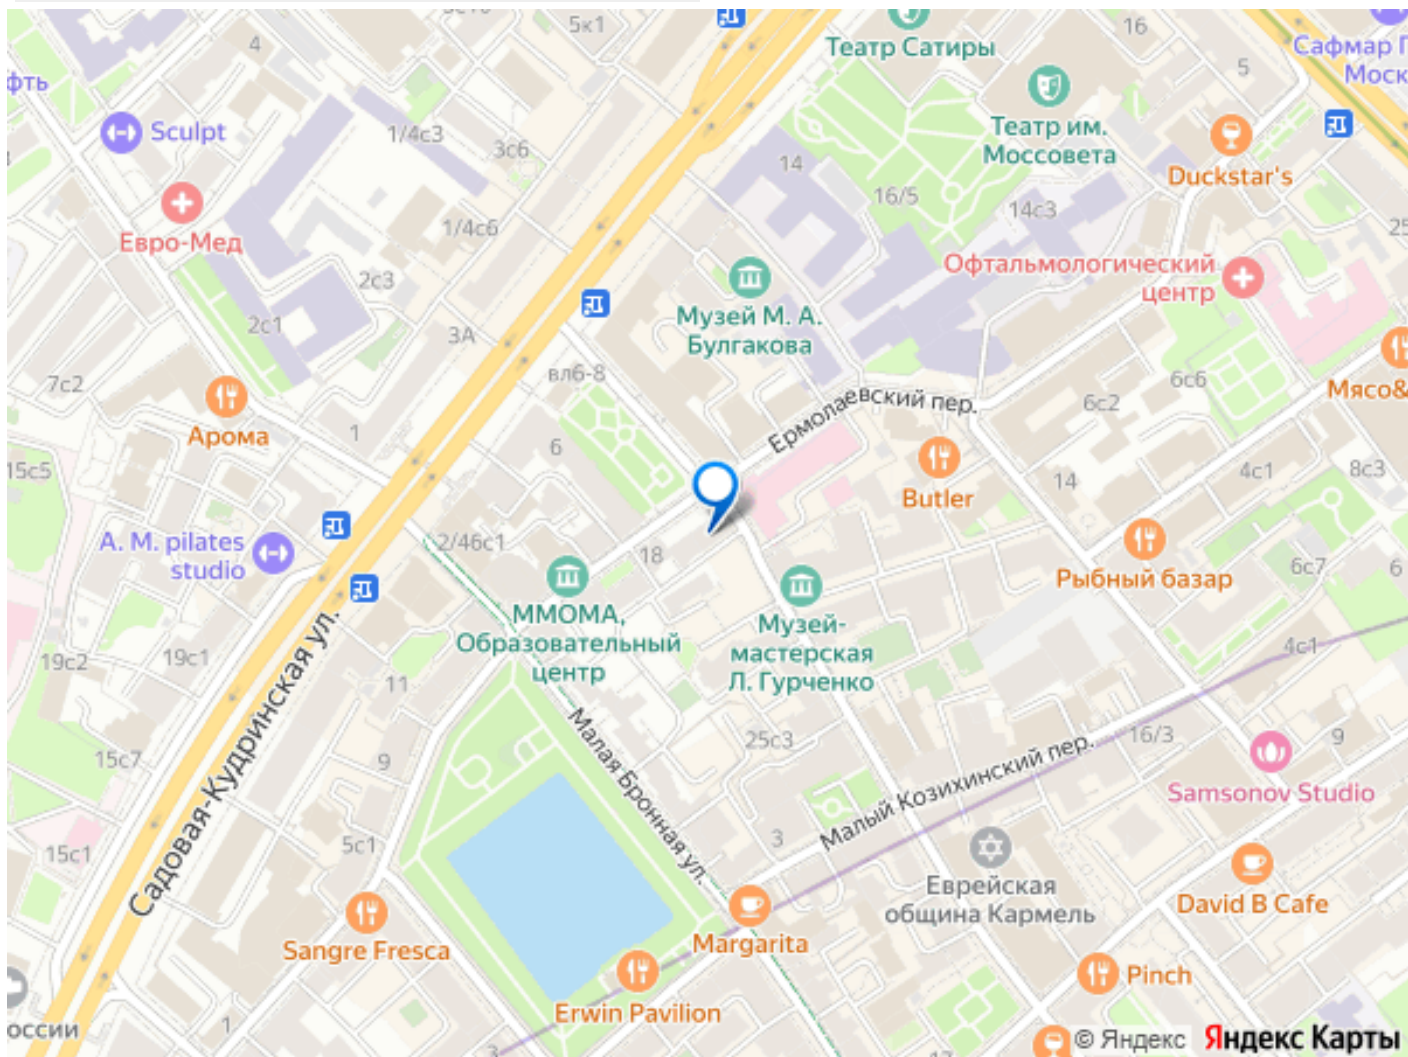 5к1
16
Театр Сатиры
4
5
Сафмар Г
Моск
фть
Sculpt
1/4с3
3с6
14
Театр им.
Моссовета
Duckstar's
16/5
14с3
Евро-Мед
1/4с6
25
2с3
Офтальмологический
центр
2с1
3А
Музей М. А.
Булгакова
7с2
вл6-8
6с6
Мясо&
Арома
1
6
Ермолаевский пер.
6с2
15с5
Butler
14
4с1
8с3
A. M. pilates
studio
2/46с1
18
Рыбный базар
6с7
6
ММОМА,
Образовательный
центр
Музей-
мастерская
Л. Гурченко
19с2
19с1
11
4с1
Садовая-Кудринская ул.
15с7
9
Малая Бронная ул.
25с3
Малый Козихинский пер.
16/3
9
Samsonov Studio
15с1
5с1
3
Еврейская
община Кармель
David B Cafe
Sangre Fresca
Margarita
Erwin Pavilion
Pinch
оссии
1
3
17
© Яндекс
Яндекс Карты